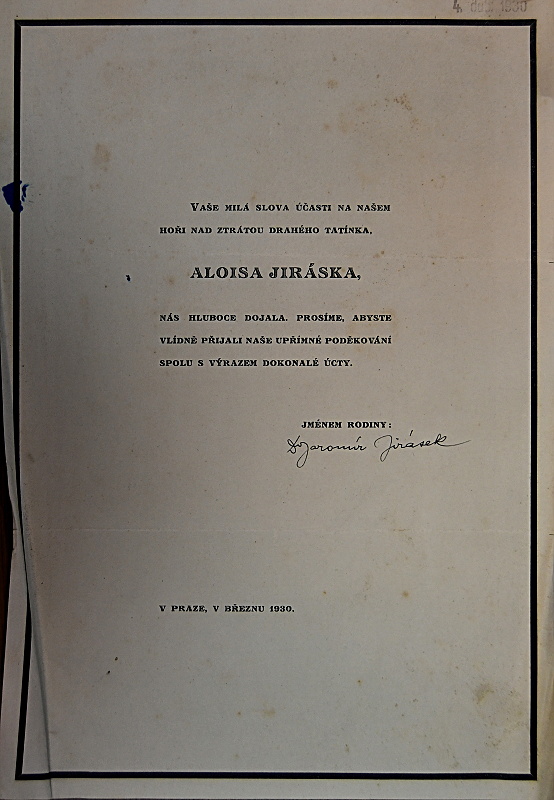 VAŠE MILÁ SLOVA ÚČASTI NA NAŠEM
HOŘI NAD ZTRÁTOU DRAHÉHO TATÍNKA,
ALOISA JIRÁSKA,
NÁS HLUBOCE DOJALA. PROSÍME, ABYSTE
VLÍDNĚ PŘIJALI NAŠE UPŘÍMNÉ PODĚKOVÁNÍ
SPOLU S VÝRAZEM DOKONALÉ ÚCTY.
JMÉNEM RODINY:
Dr Jaromír Jirásek
V PRAZE, V BŘEZNU 1930.